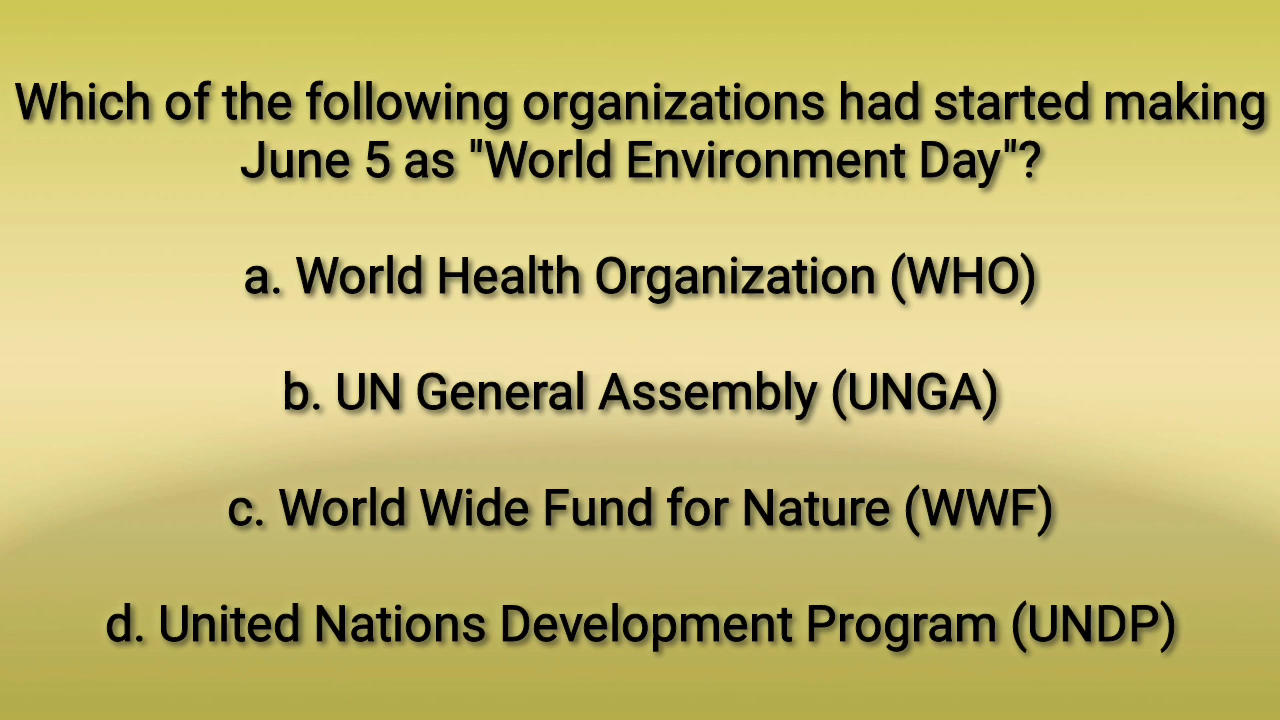 Which of the following organizations had started making
June 5 as "World Environment Day"?
a. World Health Organization (WHO)
b. UN General Assembly (UNGA)
c. World Wide Fund for Nature (WWF)
d. United Nations Development Program (UNDP)